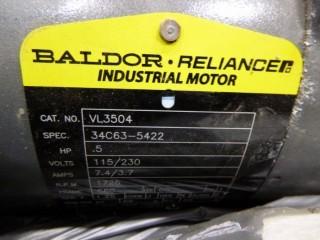 BALDOR · RELIANCER
INDUSTRIAL MOTOR
CAT. NO. VL3504
SPEC. 34C63-5422
HP .5
VOLTS 115/230
AMPS 7.4/3.7
R.P.M. 1725